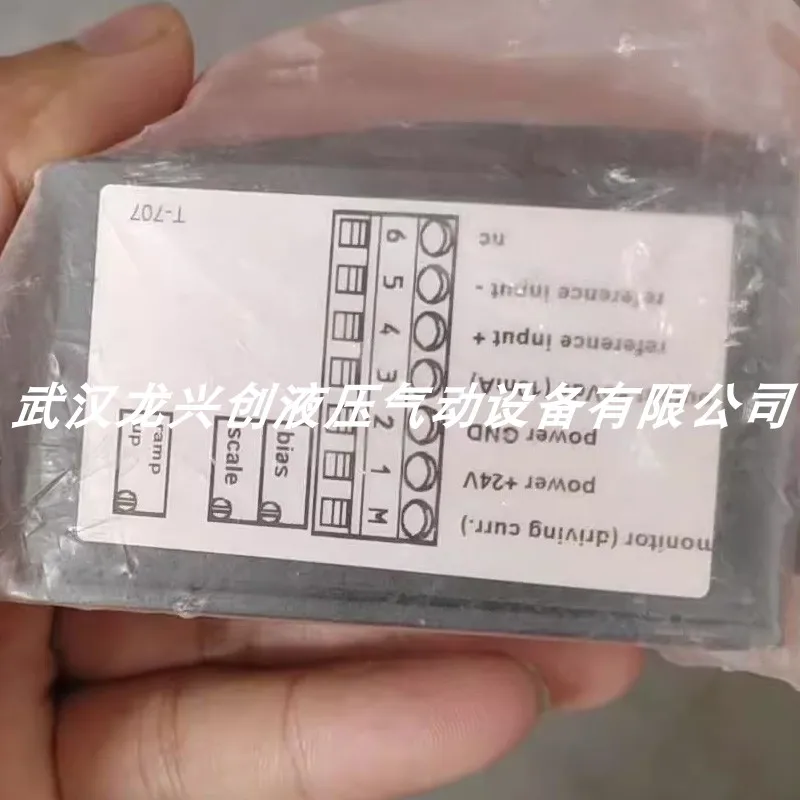 武汉龙兴创液压气动设备有限公司
monitor (driving curr.) M
power +24V 1
power GND 2
(1mA) 3
reference input + 4
reference input - 5
nc 6
bias
scale
ramp up
T-707